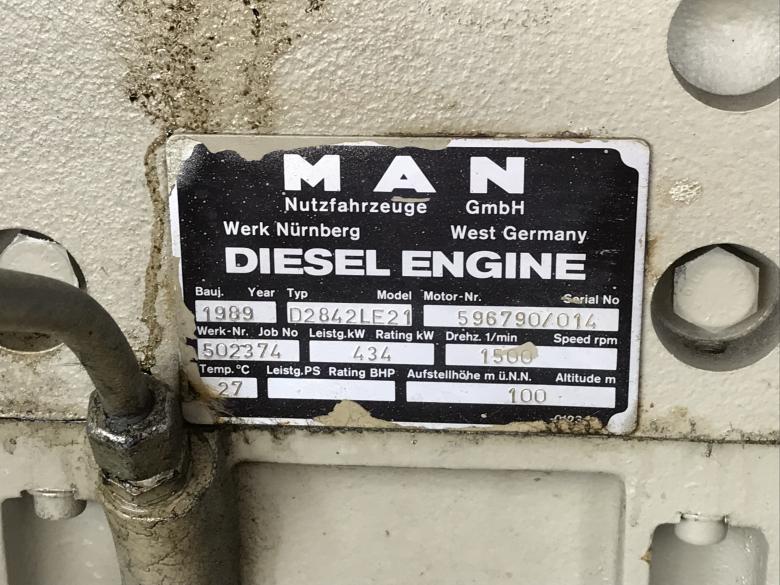 MAN
Nutzfahrzeuge GmbH
Werk Nürnberg West Germany
DIESEL ENGINE
Bauj. Year Typ Model Motor-Nr. Serial No
1989 D2842LE21 596790/014
Werk-Nr. Job No Leistg.kW Rating kW Drehz. 1/min Speed rpm
502374 434 1500
Temp.°C Leistg.PS Rating BHP Aufstellhöhe m ü.N.N. Altitude m
27 100